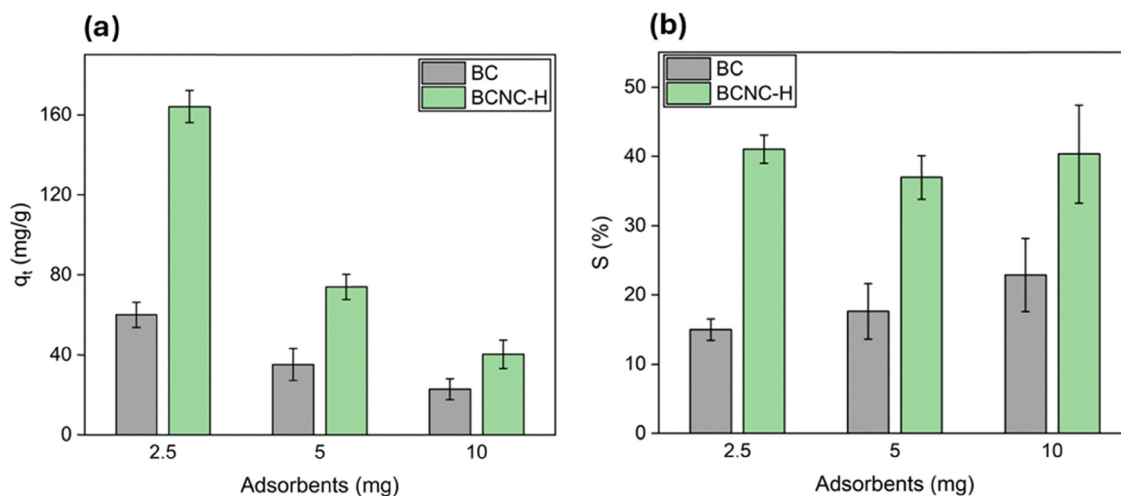 (a)
BC
BCNC-H
160
120
80
40
0
qt (mg/g)
2.5 5 10
Adsorbents (mg)
(b)
BC
BCNC-H
50
40
30
20
10
0
S (%)
2.5 5 10
Adsorbents (mg)